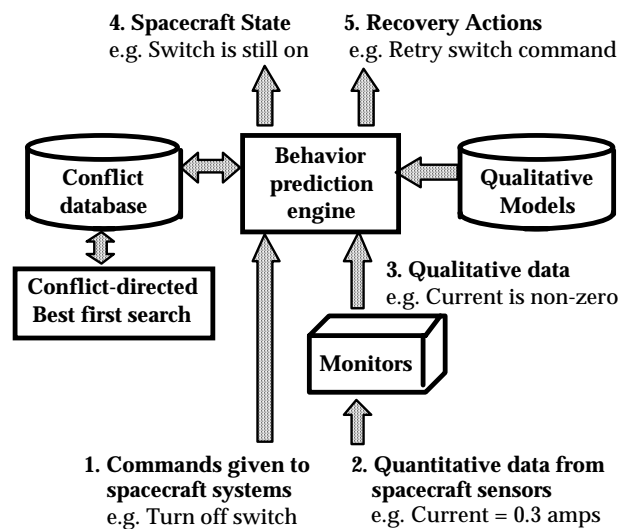 4. Spacecraft State
e.g. Switch is still on
5. Recovery Actions
e.g. Retry switch command
Conflict
database
Behavior
prediction
engine
Qualitative
Models
Conflict-directed
Best first search
3. Qualitative data
e.g. Current is non-zero
Monitors
1. Commands given to
spacecraft systems
e.g. Turn off switch
2. Quantitative data from
spacecraft sensors
e.g. Current = 0.3 amps